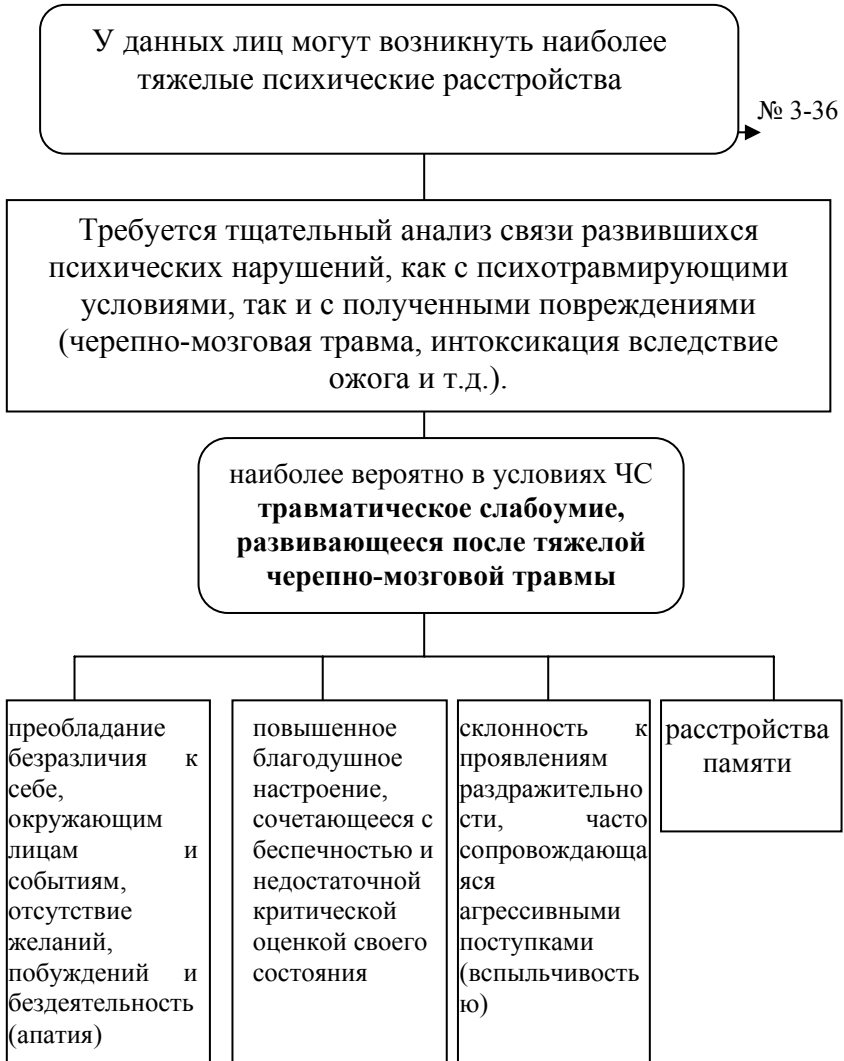 У данных лиц могут возникнуть наиболее
тяжелые психические расстройства
№ 3-36
Требуется тщательный анализ связи развившихся
психических нарушений, как с психотравмирующими
условиями, так и с полученными повреждениями
(черепно-мозговая травма, интоксикация вследствие
ожога и т.д.).
наиболее вероятно в условиях ЧС
травматическое слабоумие,
развивающееся после тяжелой
черепно-мозговой травмы
преобладание
безразличия к
себе,
окружающим
лицам и
событиям,
отсутствие
желаний,
побуждений и
бездеятельность
(апатия)
повышенное
благодушное
настроение,
сочетающееся с
беспечностью и
недостаточной
критической
оценкой своего
состояния
склонность к
проявлениям
раздражительно
сти, часто
сопровождающа
яся
агрессивными
поступками
(вспыльчивость
ю)
расстройства
памяти